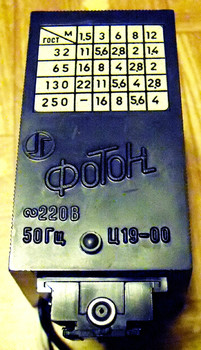 М 1,5 3 6 8 12
ГОСТ
32 11 5,6 2,8 2 1,4
65 16 8 4 2,8 2
130 22 11 5,6 4 2,8
250 - 16 8 5,6 4
ФОТОН
~220В
50Гц Ц19-00